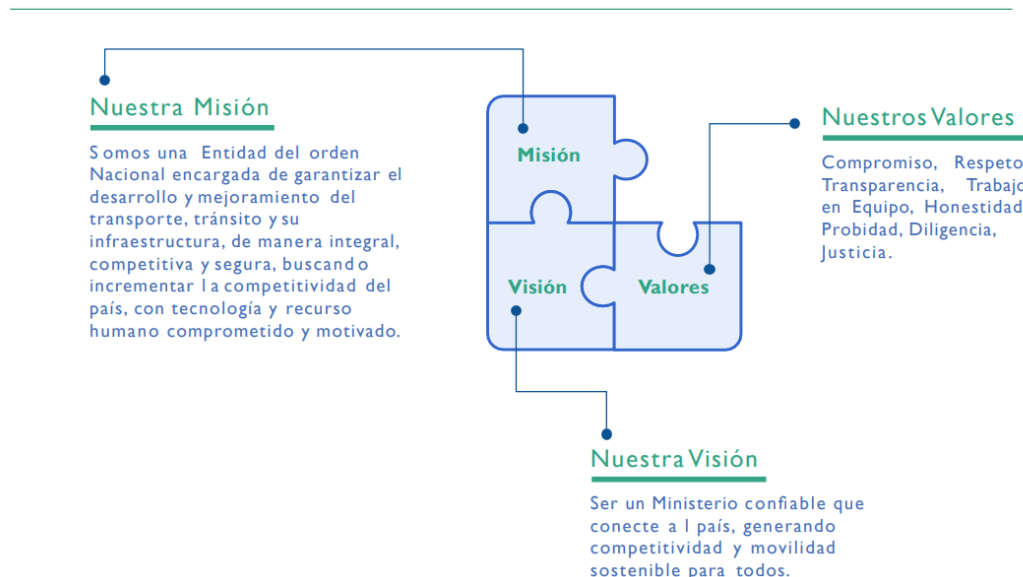 Nuestra Misión
Somos una Entidad del orden
Nacional encargada de garantizar el
desarrollo y mejoramiento del
transporte, tránsito y su
infraestructura, de manera integral,
competitiva y segura, buscando
incrementar la competitividad del
país, con tecnología y recurso
humano comprometido y motivado.
Misión
Visión
Valores
Nuestros Valores
Compromiso, Respeto
Transparencia, Trabajo
en Equipo, Honestidad
Probidad, Diligencia,
Justicia.
Nuestra Visión
Ser un Ministerio confiable que
conecte a l país, generando
competitividad y movilidad
sostenible para todos.